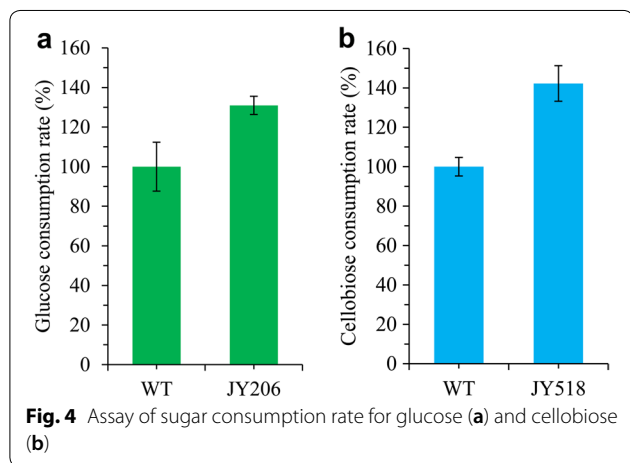 a
Glucose consumption rate (%)
160
140
120
100
80
60
40
20
0
WT JY206
b
Cellobiose consumption rate (%)
160
140
120
100
80
60
40
20
0
WT JY518
Fig. 4 Assay of sugar consumption rate for glucose (a) and cellobiose
(b)